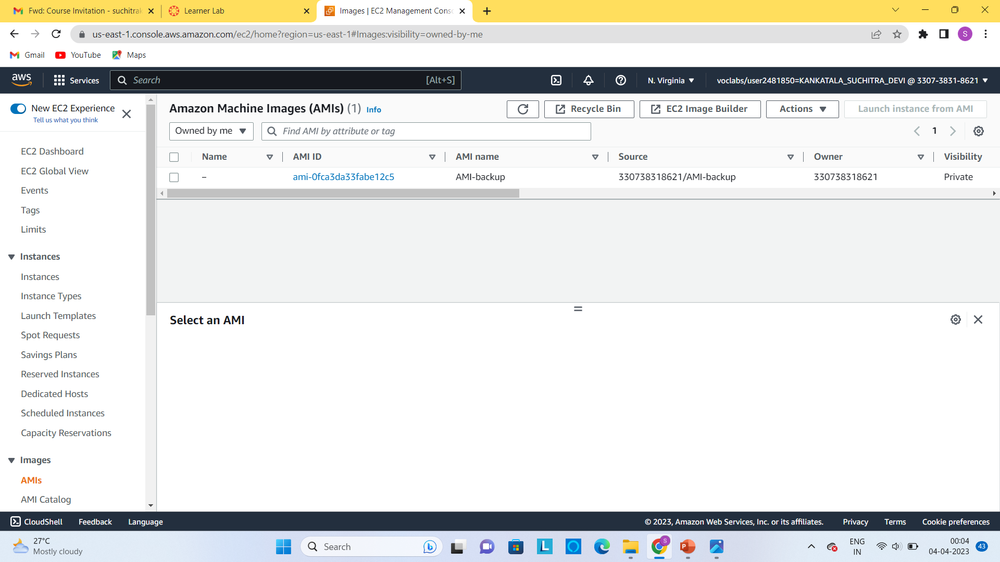 Fwd: Course Invitation - suchitrak
Learner Lab
Images | EC2 Management Conso
us-east-1.console.aws.amazon.com/ec2/home?region=us-east-1#Images:visibility=owned-by-me
S
Gmail
YouTube
Maps
aws
Services
Search
[Alt+S]
N. Virginia
voclabs/user2481850=KANKATALA_SUCHITRA_DEVI @ 3307-3831-8621
New EC2 Experience
Tell us what you think
EC2 Dashboard
EC2 Global View
Events
Tags
Limits
Instances
Instances
Instance Types
Launch Templates
Spot Requests
Savings Plans
Reserved Instances
Dedicated Hosts
Scheduled Instances
Capacity Reservations
Images
AMIs
AMI Catalog
Amazon Machine Images (AMIs) (1) Info
Recycle Bin
EC2 Image Builder
Actions
Launch instance from AMI
Owned by me
Find AMI by attribute or tag
1
Name AMI ID AMI name Source Owner Visibility
– ami-0fca3da33fabe12c5 AMI-backup 330738318621/AMI-backup 330738318621 Private
Select an AMI
CloudShell
Feedback
Language
© 2023, Amazon Web Services, Inc. or its affiliates.
Privacy
Terms
Cookie preferences
27°C
Mostly cloudy
Search
L
S
P
ENG
IN
00:04
04-04-2023
43